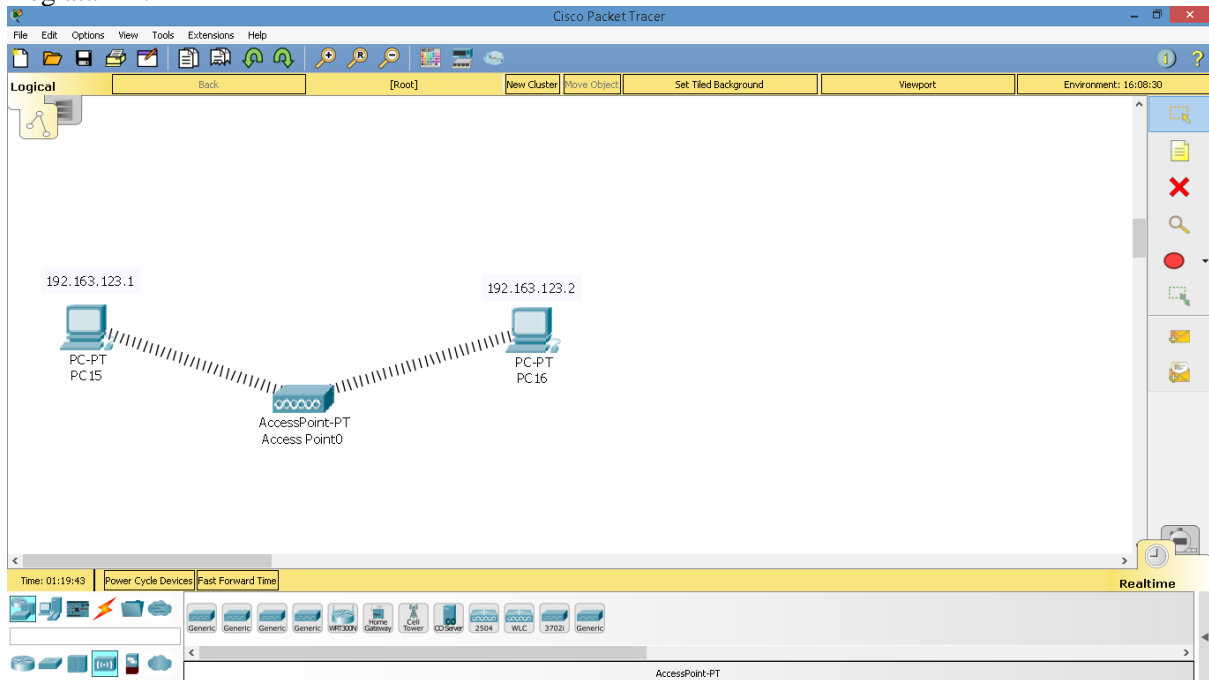 Cisco Packet Tracer
File Edit Options View Tools Extensions Help
Logical Back [Root] New Cluster Move Object Set Tiled Background Viewport Environment: 16:08:30
192.163.123.1
192.163.123.2
PC-PT
PC15
PC-PT
PC16
AccessPoint-PT
Access Point0
Time: 01:19:43 Power Cycle Devices Fast Forward Time Realtime
Generic Generic Generic Generic WRT300N Home Gateway Cell Tower CO Server 2504 WLC 3702i Generic
AccessPoint-PT